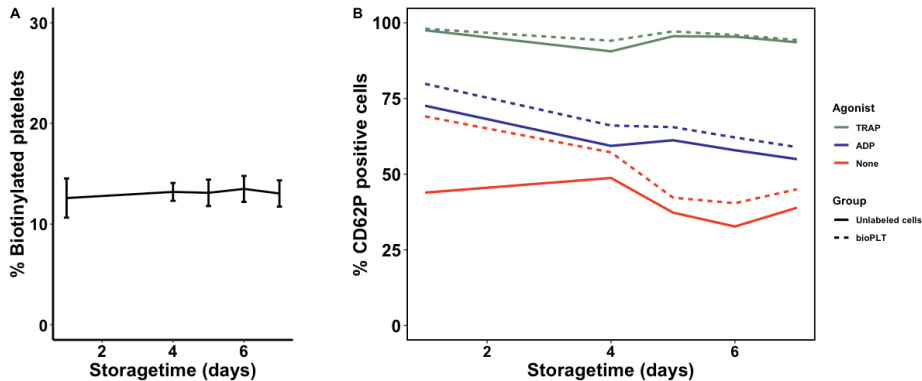 A
% Biotinylated platelets
30
20
10
0
2
4
6
Storagetime (days)
B
% CD62P positive cells
100
75
50
25
0
2
4
6
Storagetime (days)
Agonist
TRAP
ADP
None
Group
Unlabeled cells
bioPLT